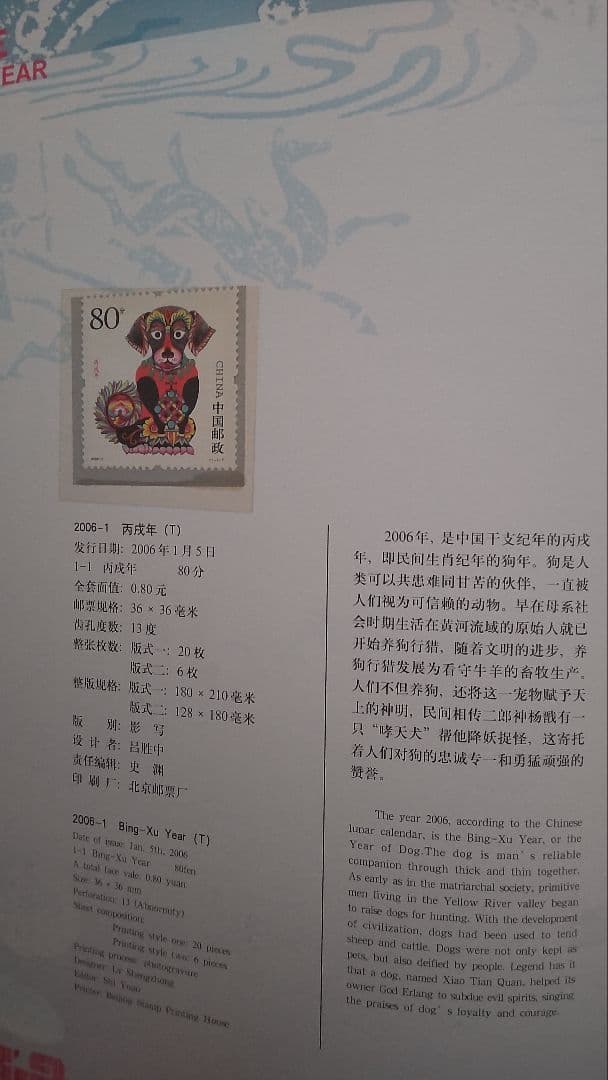 EAR
80分
丙戌年
CHINA
中国邮政
2006-1 丙戌年 (T)
发行日期: 2006年1月5日
1-1 丙戌年 80分
全套面值: 0.80元
邮票规格: 36×36毫米
齿孔度数: 13度
整张枚数: 版式一: 20枚
版式二: 6枚
整版规格: 版式一: 180×210毫米
版式二: 128×180毫米
版 别: 影 写
设 计 者: 吕胜中
责任编辑: 史 渊
印 刷 厂: 北京邮票厂
2006-1 Bing-Xu Year (T)
Date of issue: Jan. 5th, 2006
1-1 Bing-Xu Year 80fen
A total face vale: 0.80 yuan
Size: 36×36 mm
Perforation: 13 (Abnormity)
Sheet composition:
Printing style one: 20 pieces
Printing style two: 6 pieces
Printing process: photogravure
Designer: Lv Shengzhong
Editor: Shi Yuan
Printer: Beijing Stamp Printing House
2006年, 是中国干支纪年的丙戌
年, 即民间生肖纪年的狗年。狗是人
类可以共患难同甘苦的伙伴, 一直被
人们视为可信赖的动物。早在母系社
会时期生活在黄河流域的原始人就已
开始养狗行猎, 随着文明的进步, 养
狗行猎发展为看守牛羊的畜牧生产。
人们不但养狗, 还将这一宠物赋予天
上的神明, 民间相传二郎神杨戬有一
只“哮天犬”帮他降妖捉怪, 这寄托
着人们对狗的忠诚专一和勇猛顽强的
赞誉。
The year 2006, according to the Chinese
lunar calendar, is the Bing-Xu Year, or the
Year of Dog.The dog is man's reliable
companion through thick and thin together.
As early as in the matriarchal society, primitive
men living in the Yellow River valley began
to raise dogs for hunting. With the development
of civilization, dogs had been used to tend
sheep and cattle. Dogs were not only kept as
pets, but also deified by people. Legend has it
that a dog, named Xiao Tian Quan, helped its
owner God Erlang to subdue evil spirits, singing
the praises of dog's loyalty and courage.